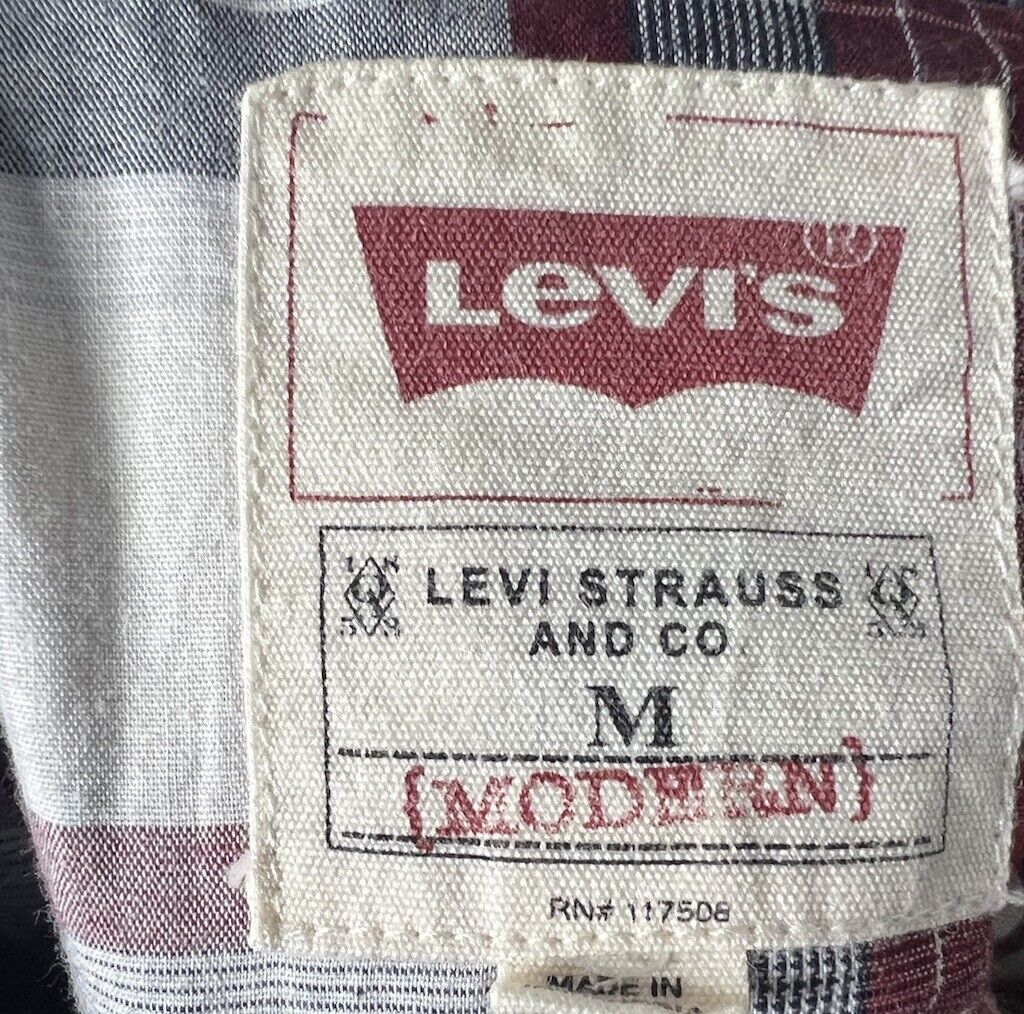 LEVI'S ®
LEVI STRAUSS
AND CO
M
{MODERN}
RN# 117508
MADE IN